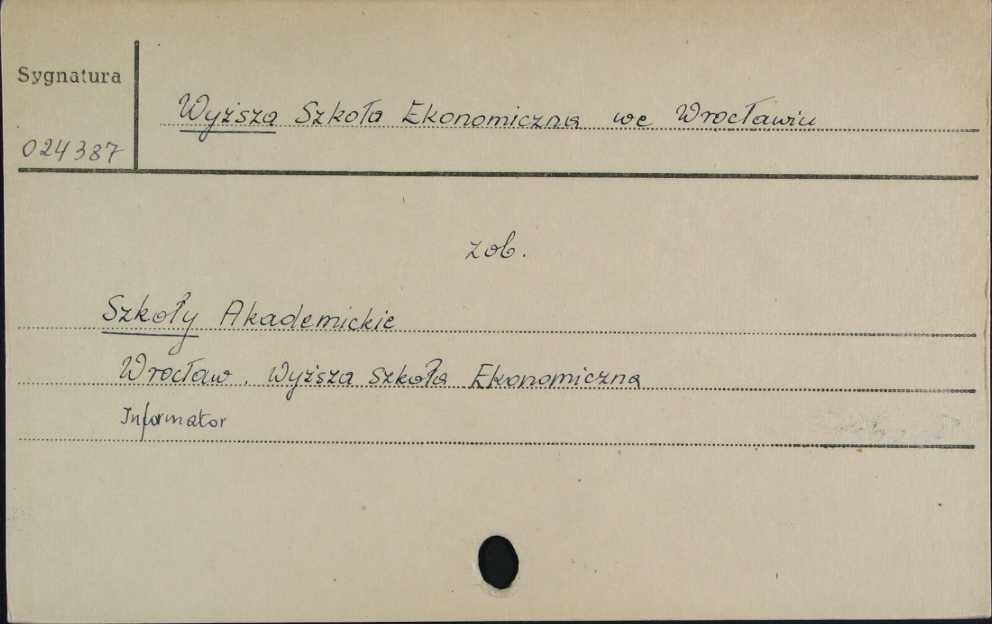 Sygnatura
Wyższa Szkoła Ekonomiczna we Wrocławiu
024387
zob.
Szkoły Akademickie
Wrocław. Wyższa Szkoła Ekonomiczna
Informator